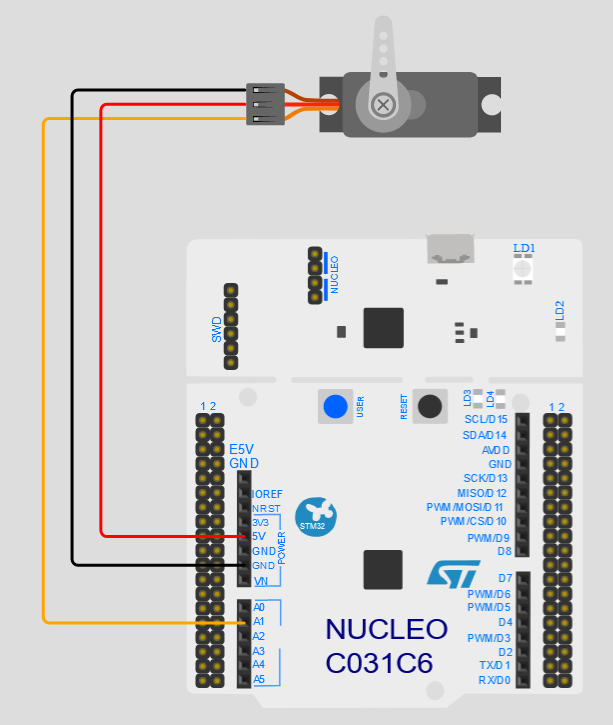 LD1
NUCLEO
LD2
SWD
USER
RESET
LD3
LD4
1 2
1 2
E5V
GND
IOREF
NRST
3V3
5V
GND
GND
VN
POWER
A0
A1
A2
A3
A4
A5
STM32
SCL/D15
SDA/D14
AVDD
GND
SCK/D13
MISO/D12
PWM/MOSI/D11
PWM/CS/D10
PWM/D9
D8
D7
PWM/D6
PWM/D5
D4
PWM/D3
D2
TX/D1
RX/D0
ST
NUCLEO
C031C6